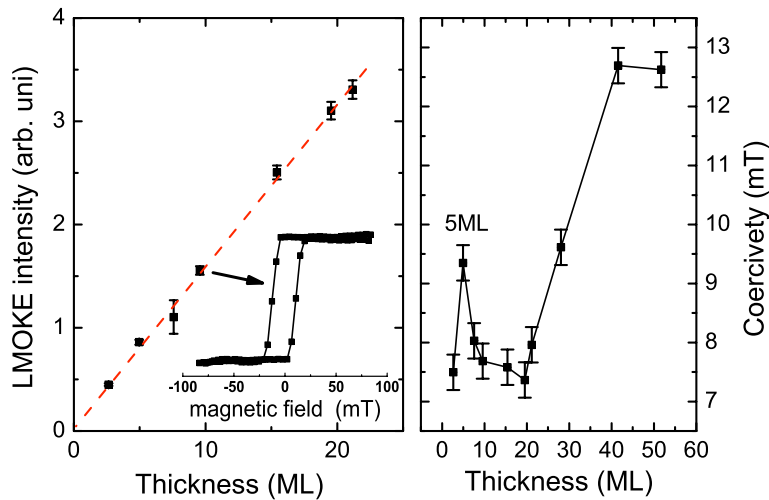 4
3
2
1
0
LMOKE intensity (arb. uni)
0 10 20
Thickness (ML)
-100 -50 0 50 100
magnetic field (mT)
5ML
13
12
11
10
9
8
7
Coercivety (mT)
0 10 20 30 40 50 60
Thickness (ML)